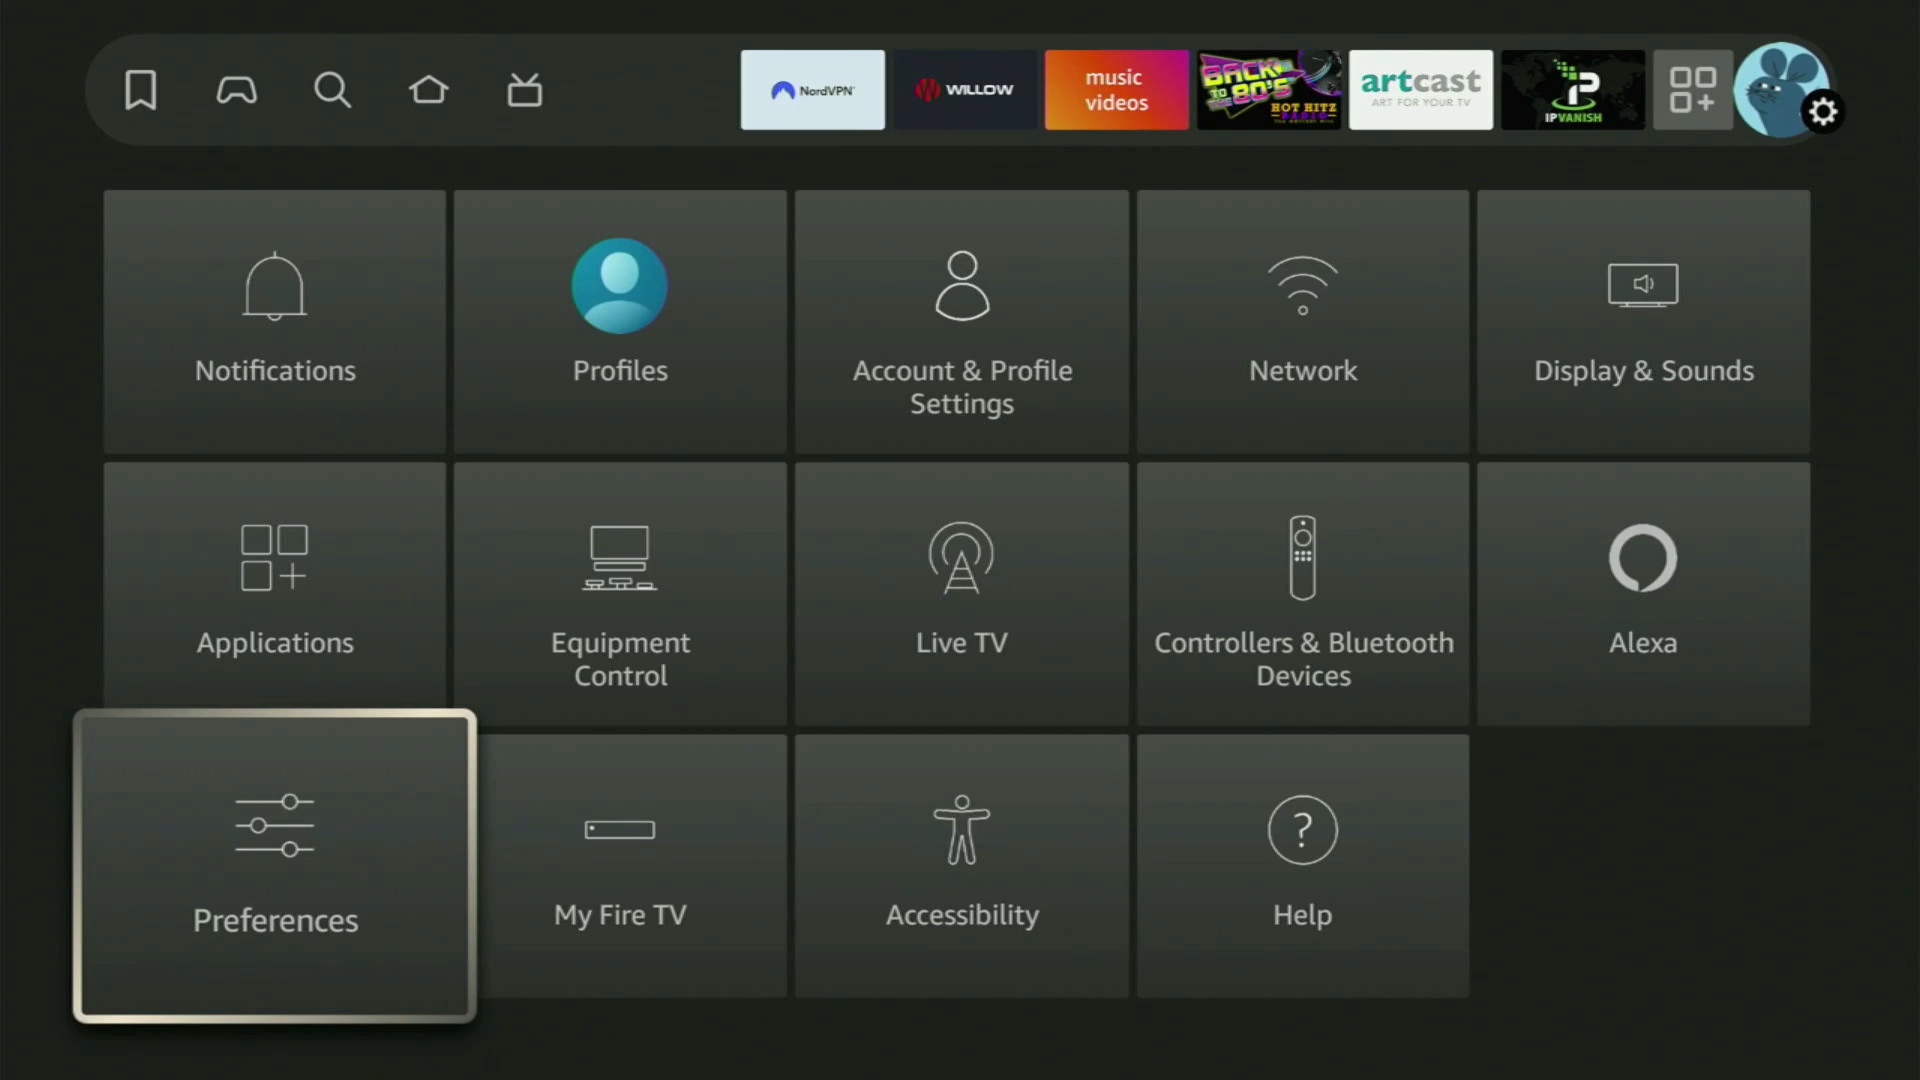 NordVPN
WILLOW
music
videos
BACK
TO THE
80'S
HOT HITZ
RADIO
artcast
ART FOR YOUR TV
IP
IPVANISH
Notifications
Profiles
Account & Profile
Settings
Network
Display & Sounds
Applications
Equipment
Control
Live TV
Controllers & Bluetooth
Devices
Alexa
Preferences
My Fire TV
Accessibility
?
Help